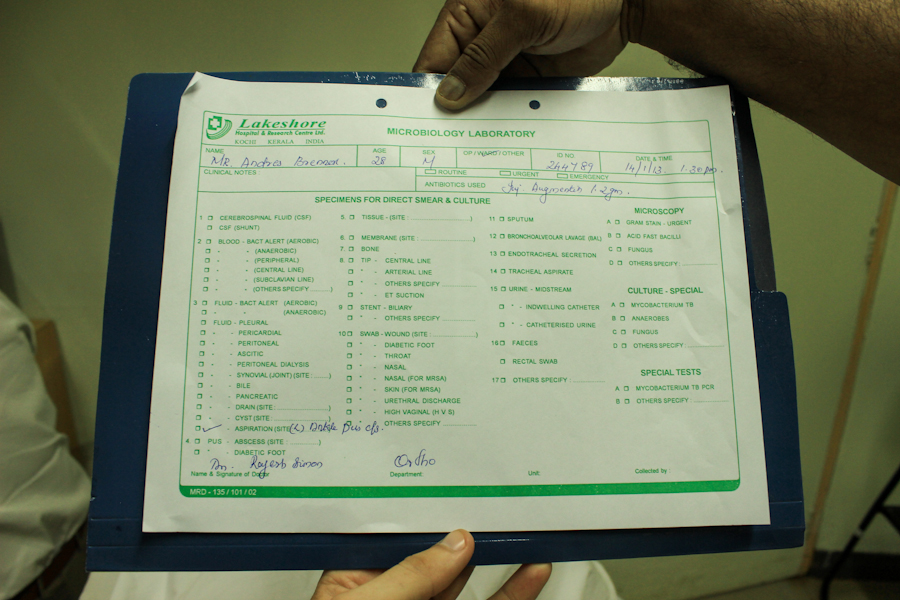 Lakeshore
Hospital & Research Centre Ltd.
KOCHI KERALA INDIA
MICROBIOLOGY LABORATORY
NAME Mr. Andres
AGE 28
SEX M
OP / WARD / OTHER
ID NO. 244789
DATE & TIME 14/1/13 1.30pm.
CLINICAL NOTES :
ROUTINE URGENT EMERGENCY
ANTIBIOTICS USED Inj Augmentin 1.2gm.
SPECIMENS FOR DIRECT SMEAR & CULTURE
1 CEREBROSPINAL FLUID (CSF)
CSF (SHUNT)
2 BLOOD - BACT ALERT (AEROBIC)
" - " (ANAEROBIC)
" - " (PERIPHERAL)
" - " (CENTRAL LINE)
" - " (SUBCLAVIAN LINE)
" - " (OTHERS SPECIFY ..........)
3 FLUID - BACT ALERT (AEROBIC)
" - " (ANAEROBIC)
FLUID - PLEURAL
" - PERICARDIAL
" - PERITONEAL
" - ASCITIC
" - PERITONEAL DIALYSIS
" - SYNOVIAL (JOINT) (SITE : ......)
" - BILE
" - PANCREATIC
" - DRAIN (SITE : ....................)
" - CYST (SITE : ....................)
" - ASPIRATION (SITE (L) Ankle Pus c/s.
4. PUS - ABSCESS (SITE : ............)
" - DIABETIC FOOT
5. TISSUE - (SITE : ........................)
6. MEMBRANE (SITE : ........................)
7. BONE
8. TIP - CENTRAL LINE
" - ARTERIAL LINE
" - OTHERS SPECIFY : ..............
" - ET SUCTION
9 STENT - BILIARY
" - OTHERS SPECIFY : ..............
10 SWAB - WOUND (SITE : ..................)
" - DIABETIC FOOT
" - THROAT
" - NASAL
" - NASAL (FOR MRSA)
" - SKIN (FOR MRSA)
" - URETHRAL DISCHARGE
" - HIGH VAGINAL (H V S)
OTHERS SPECIFY : ..............
11 SPUTUM
12 BRONCHOALVEOLAR LAVAGE (BAL)
13 ENDOTRACHEAL SECRETION
14 TRACHEAL ASPIRATE
15 URINE - MIDSTREAM
" - INDWELLING CATHETER
" - CATHETERISED URINE
16 FAECES
RECTAL SWAB
17 OTHERS SPECIFY : ..............
MICROSCOPY
A GRAM STAIN - URGENT
B ACID FAST BACILLI
C FUNGUS
D OTHERS SPECIFY : ..............
CULTURE - SPECIAL
A MYCOBACTERIUM TB
B ANAEROBES
C FUNGUS
D OTHERS SPECIFY : ..............
SPECIAL TESTS
A MYCOBACTERIUM TB PCR
B OTHERS SPECIFY : ..............
Dr. Rajesh Simon
Ortho
Name & Signature of Doctor
Department:
Unit:
Collected by :
MRD - 135 / 101 / 02